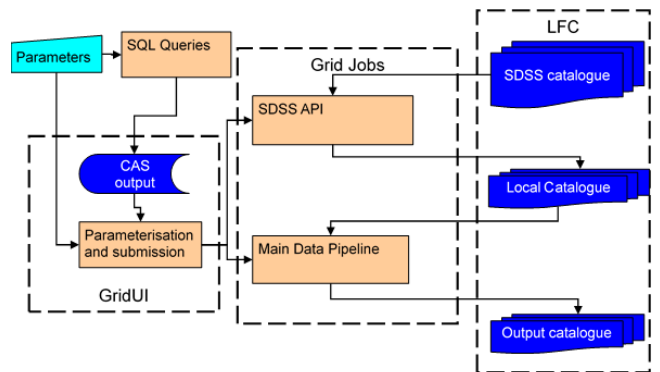 LFC
Parameters
SQL Queries
Grid Jobs
SDSS catalogue
SDSS API
CAS
output
Local Catalogue
Parameterisation
and submission
Main Data Pipeline
GridUI
Output catalogue